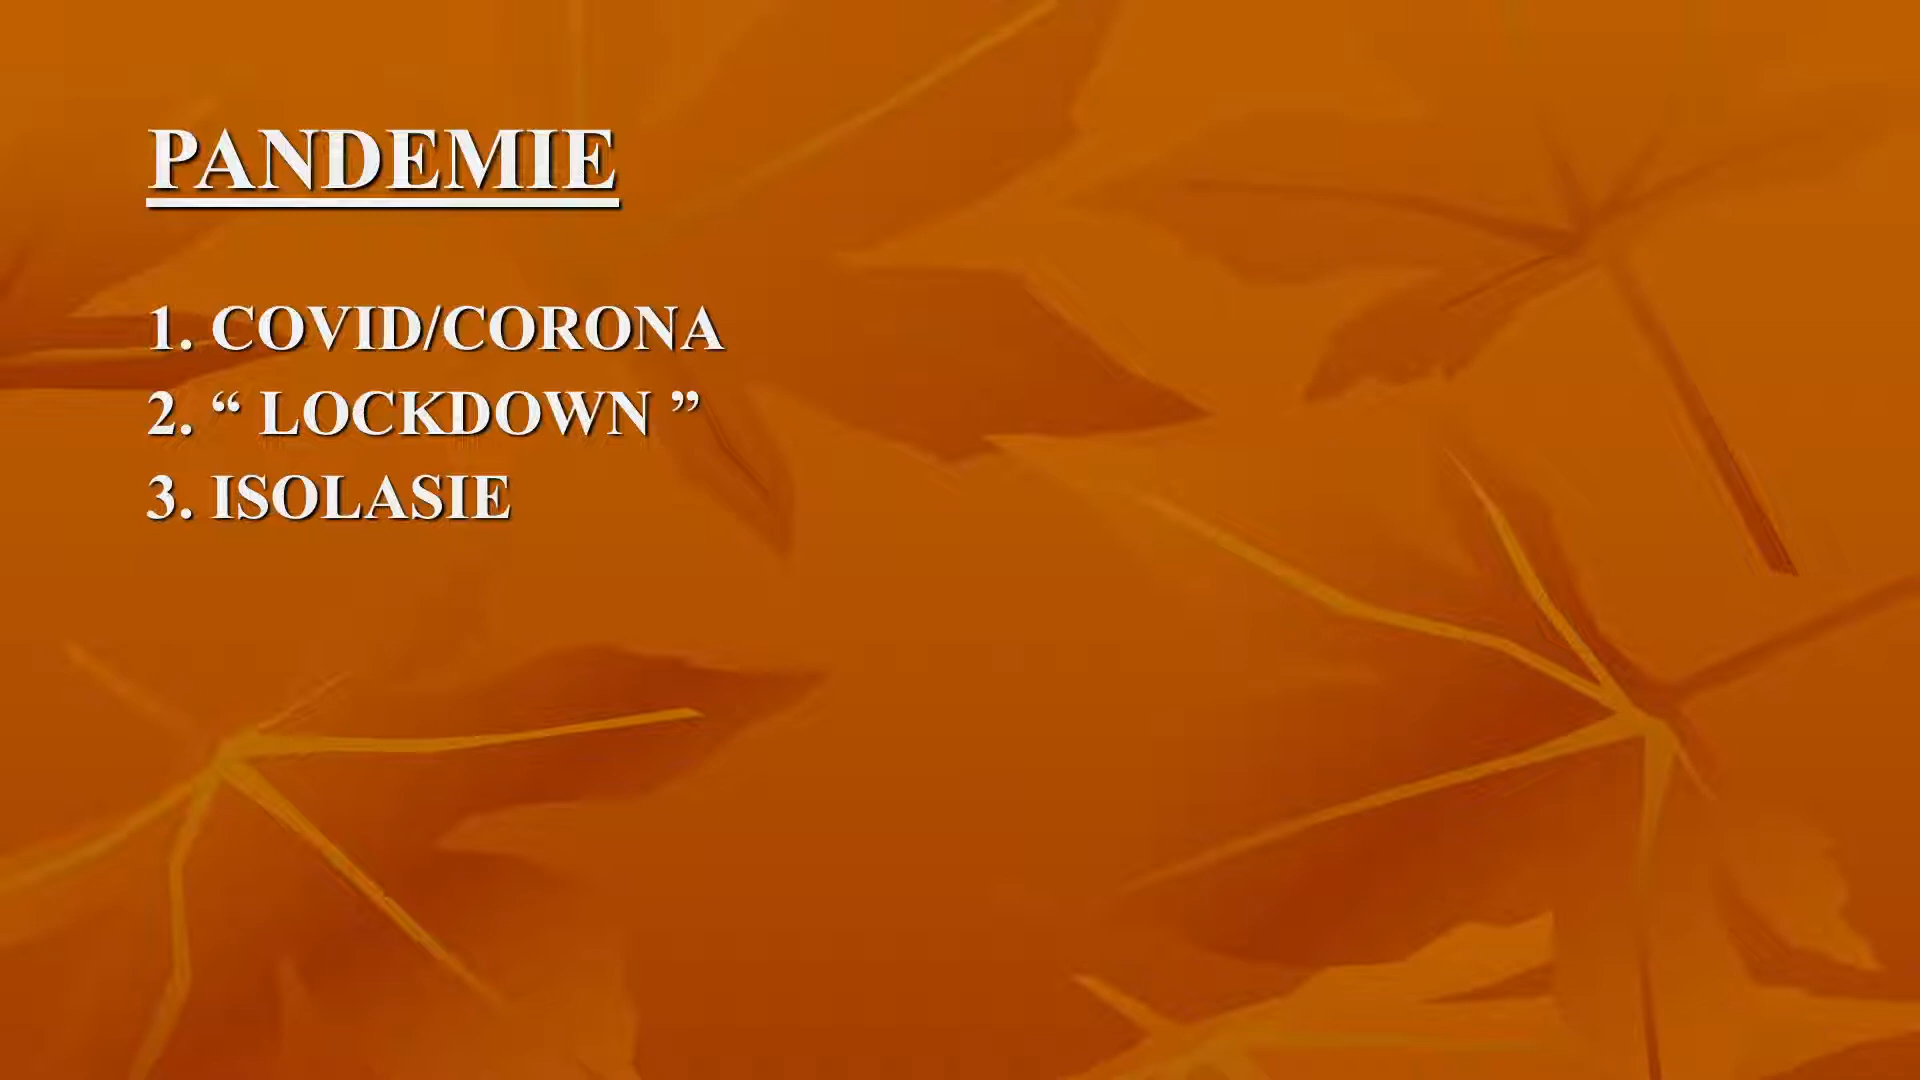 PANDEMIE
1. COVID/CORONA
2. “ LOCKDOWN ”
3. ISOLASIE